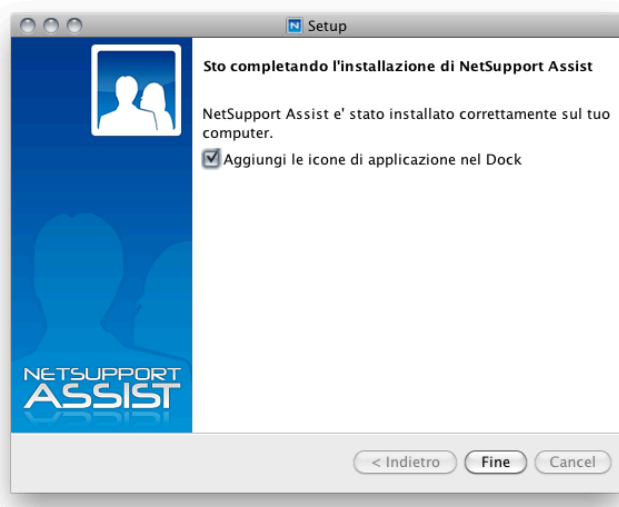 Setup
Sto completando l'installazione di NetSupport Assist
NetSupport Assist e' stato installato correttamente sul tuo
computer.
Aggiungi le icone di applicazione nel Dock
NETSUPPORT
ASSIST
< Indietro
Fine
Cancel